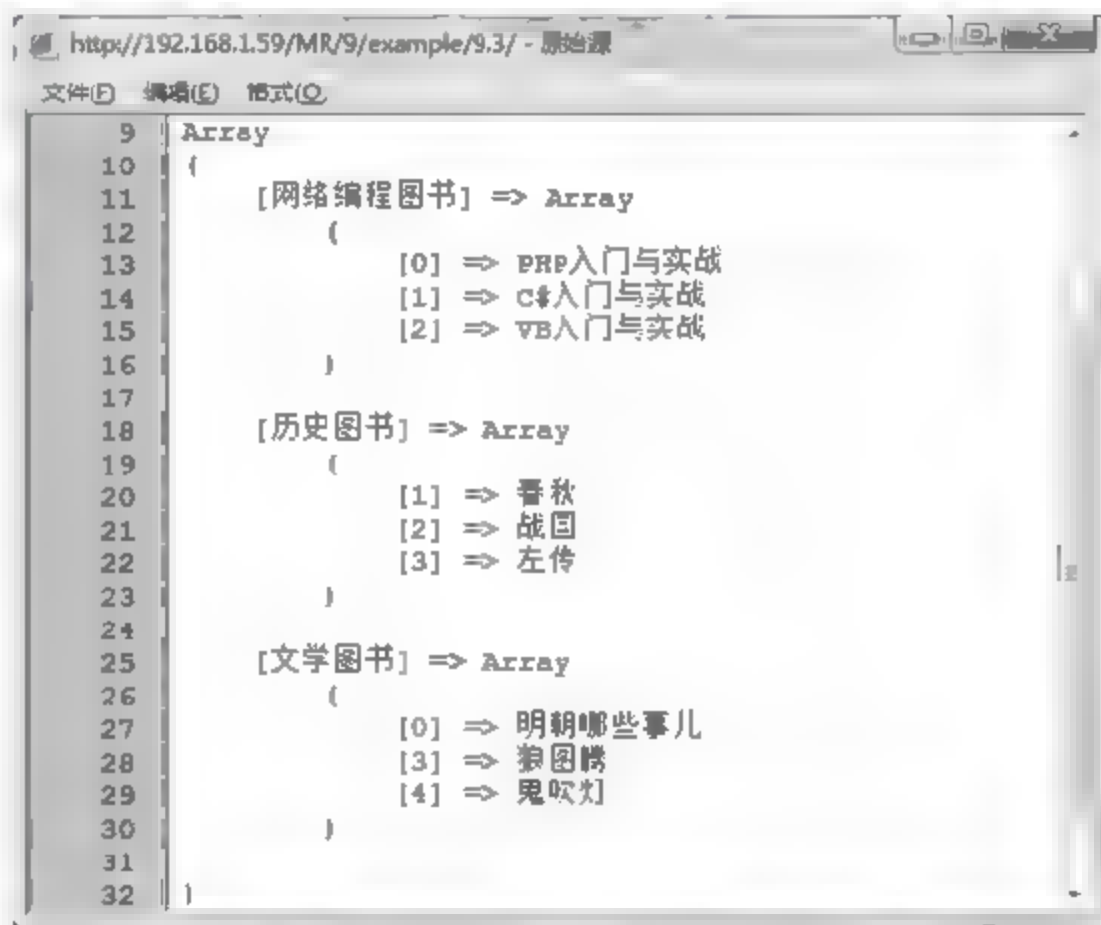 http://192.168.1.59/MR/9/example/9.3/ - 原始源
文件(F) 编辑(E) 格式(O)
9 Array
10 (
11 [网络编程图书] => Array
12 (
13 [0] => PHP入门与实战
14 [1] => C#入门与实战
15 [2] => VB入门与实战
16 )
17
18 [历史图书] => Array
19 (
20 [1] => 春秋
21 [2] => 战国
22 [3] => 左传
23 )
24
25 [文学图书] => Array
26 (
27 [0] => 明朝哪些事儿
28 [3] => 狼图腾
29 [4] => 鬼吹灯
30 )
31
32 )